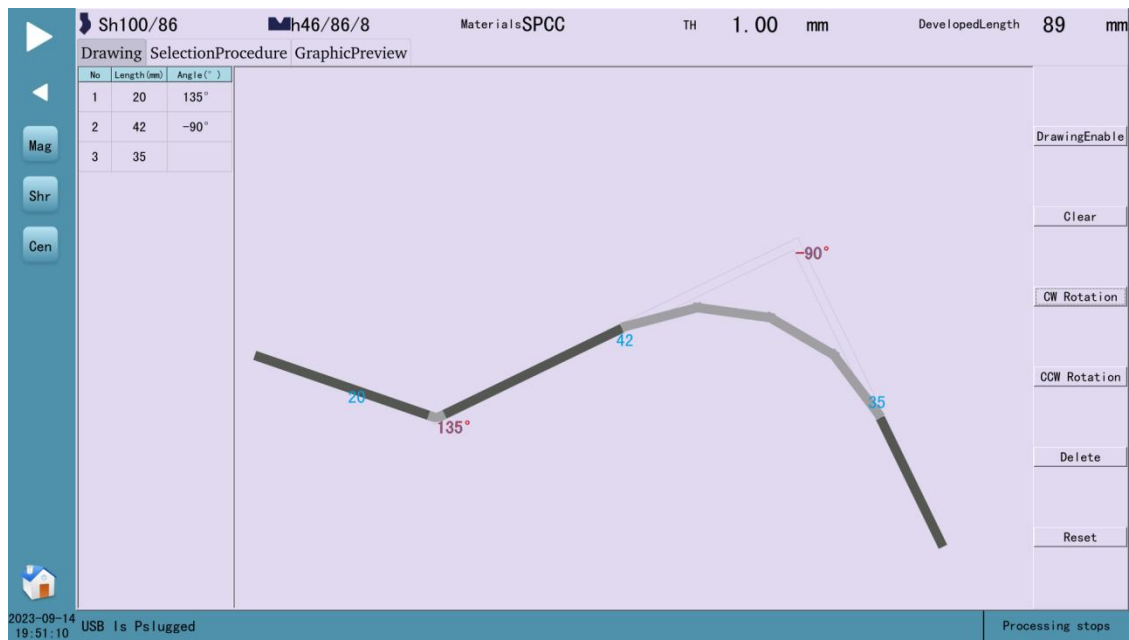 Sh100/86 h46/86/8 MaterialsSPCC TH 1.00 mm DevelopedLength 89 mm
Drawing SelectionProcedure GraphicPreview
No Length(mm) Angle(°)
1 20 135°
2 42 -90°
3 35
Mag
Shr
Cen
DrawingEnable
Clear
CW Rotation
CCW Rotation
Delete
Reset
-90°
42
20
35
135°
2023-09-14
19:51:10
USB Is Pslugged
Processing stops